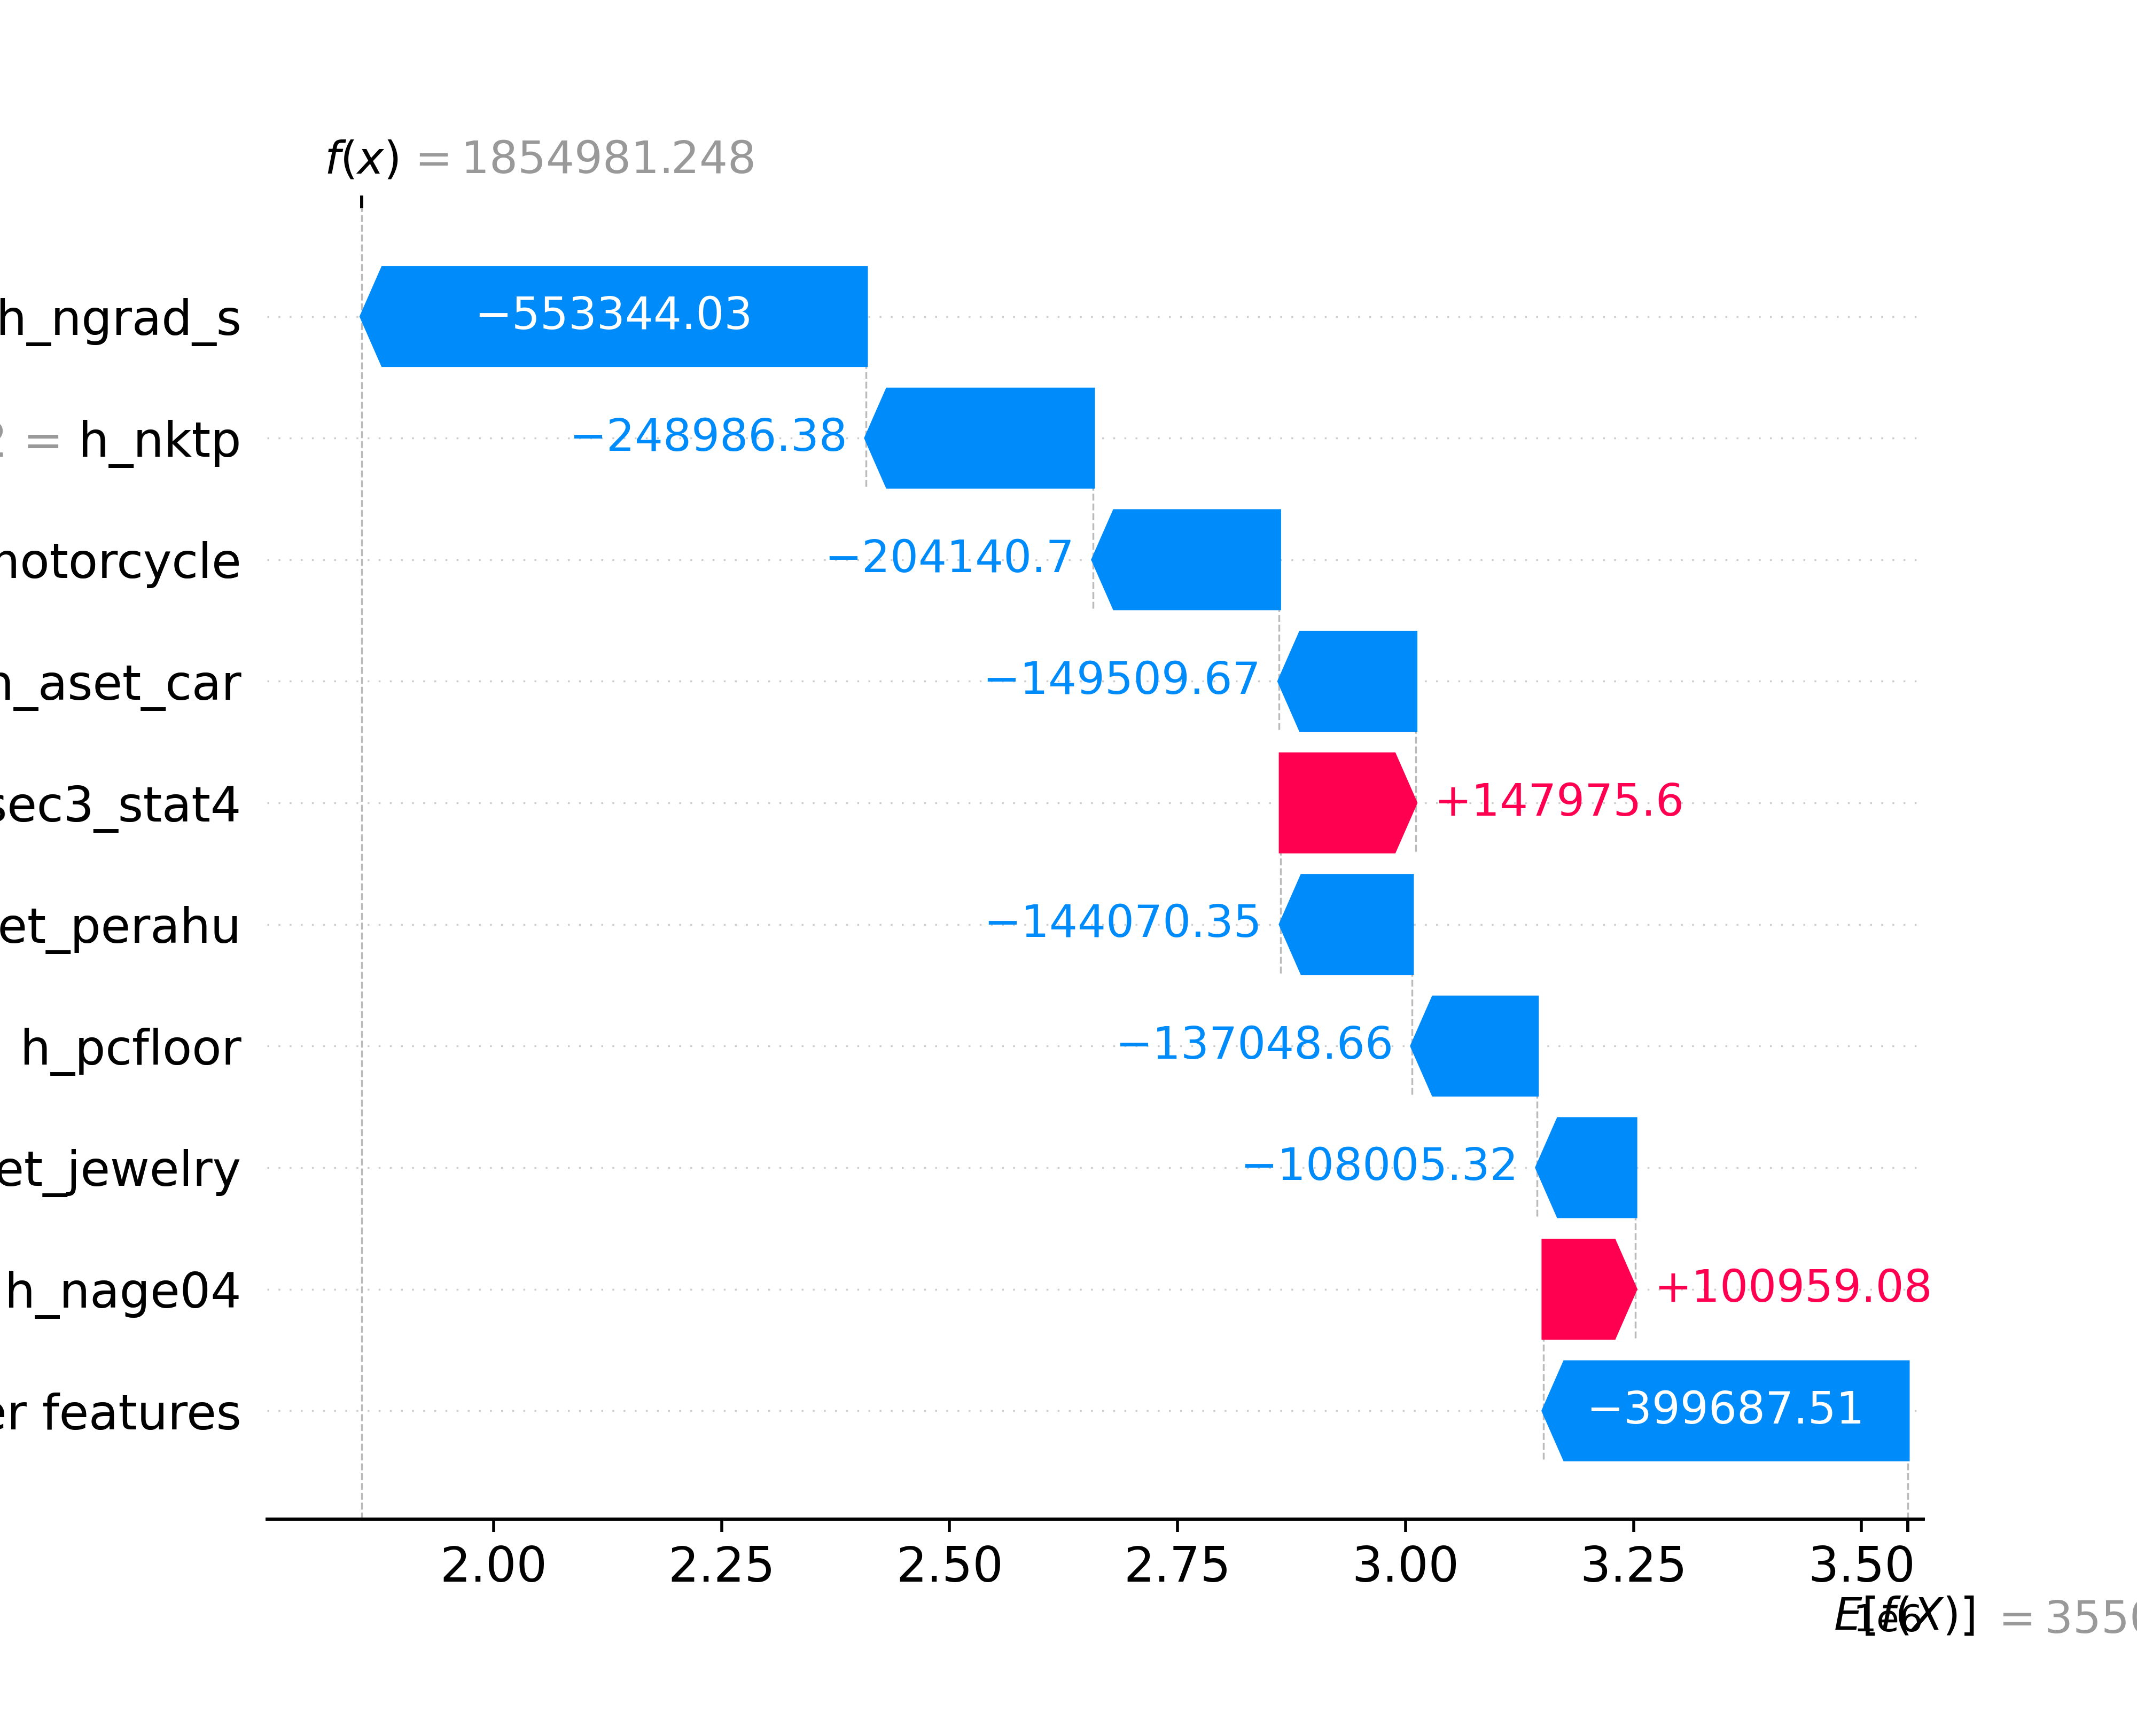 f(x) = 1854981.248
h_ngrad_s −553344.03
= h_nktp −248986.38
motorcycle −204140.7
_aset_car −149509.67
sec3_stat4 +147975.6
et_perahu −144070.35
h_pcfloor −137048.66
et_jewelry −108005.32
h_nage04 +100959.08
features −399687.51
2.00 2.25 2.50 2.75 3.00 3.25 3.50
1e6
E[f(X)] = 355